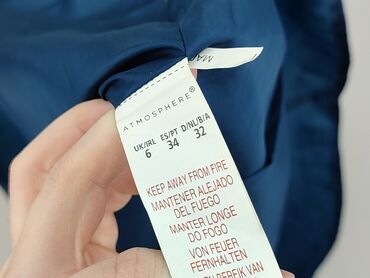 ATMOSPHERE®
UK/IRL ES/PT D/NL/B/A
6 34 32
KEEP AWAY FROM FIRE
MANTENER ALEJADO
DEL FUEGO
MANTER LONGE
DO FOGO
VON FEUER
FERNHALTEN